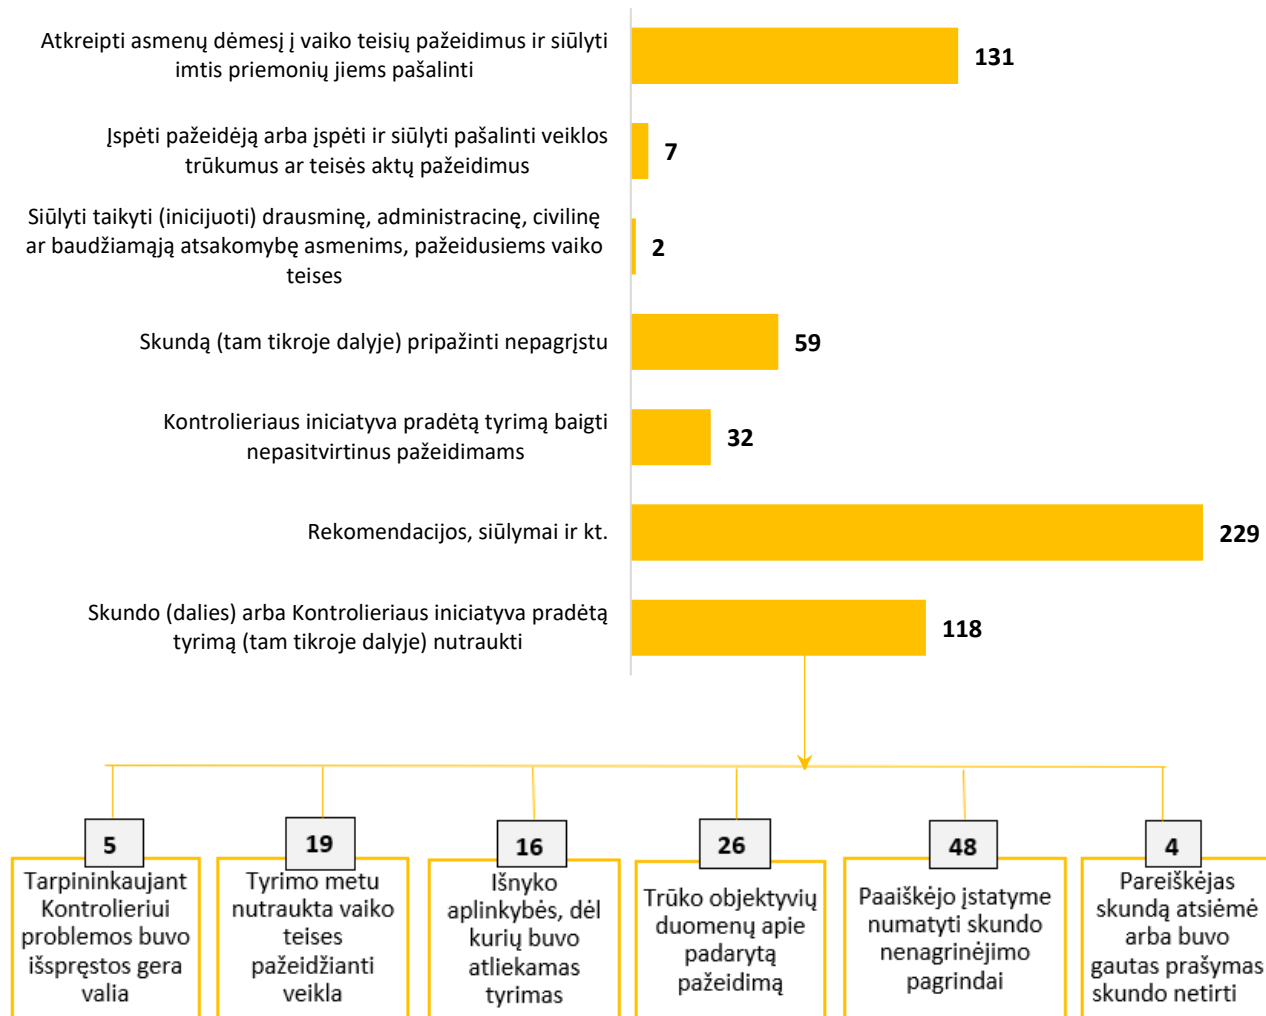 Atkreipti asmenų dėmesį į vaiko teisių pažeidimus ir siūlyti
imtis priemonių jiems pašalinti
131
Įspėti pažeidėją arba įspėti ir siūlyti pašalinti veiklos
trūkumus ar teisės aktų pažeidimus
7
Siūlyti taikyti (inicijuoti) drausminę, administracinę, civilinę
ar baudžiamąją atsakomybę asmenims, pažeidusiems vaiko
teises
2
Skundą (tam tikroje dalyje) pripažinti nepagrįstu
59
Kontrolieriaus iniciatyva pradėtą tyrimą baigti
nepasitvirtinus pažeidimams
32
Rekomendacijos, siūlymai ir kt.
229
Skundo (dalies) arba Kontrolieriaus iniciatyva pradėtą
tyrimą (tam tikroje dalyje) nutraukti
118
5
Tarpininkaujant
Kontrolieriui
problemos buvo
išspręstos gera
valia
19
Tyrimo metu
nutraukta vaiko
teises
pažeidžianti
veikla
16
Išnyko
aplinkybės, dėl
kurių buvo
atliekamas
tyrimas
26
Trūko objektyvių
duomenų apie
padarytą
pažeidimą
48
Paaiškėjo įstatyme
numatyti skundo
nenagrinėjimo
pagrindai
4
Pareiškėjas
skundą atsiėmė
arba buvo
gautas prašymas
skundo netirti